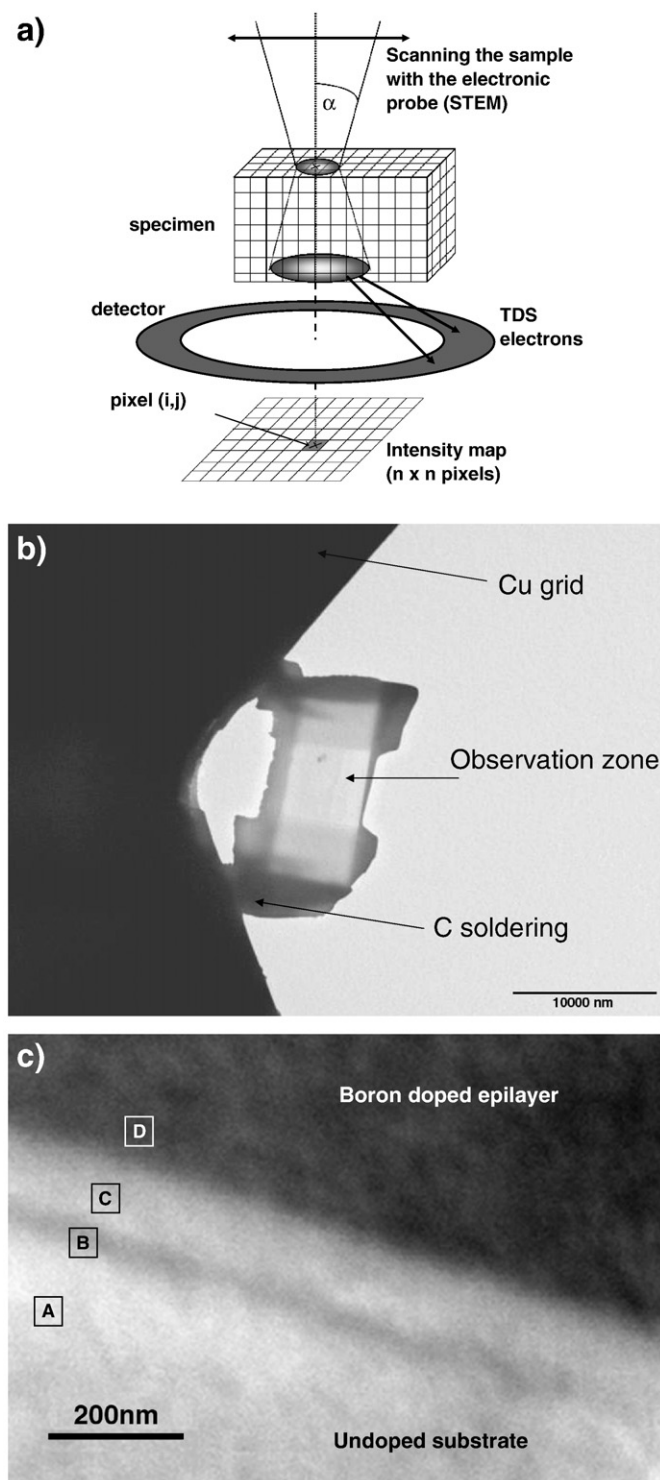 a)
Scanning the sample
with the electronic
probe (STEM)
α
specimen
detector
TDS
electrons
pixel (i,j)
Intensity map
(n x n pixels)
b)
Cu grid
Observation zone
C soldering
10000 nm
c)
Boron doped epilayer
D
C
B
A
200nm
Undoped substrate